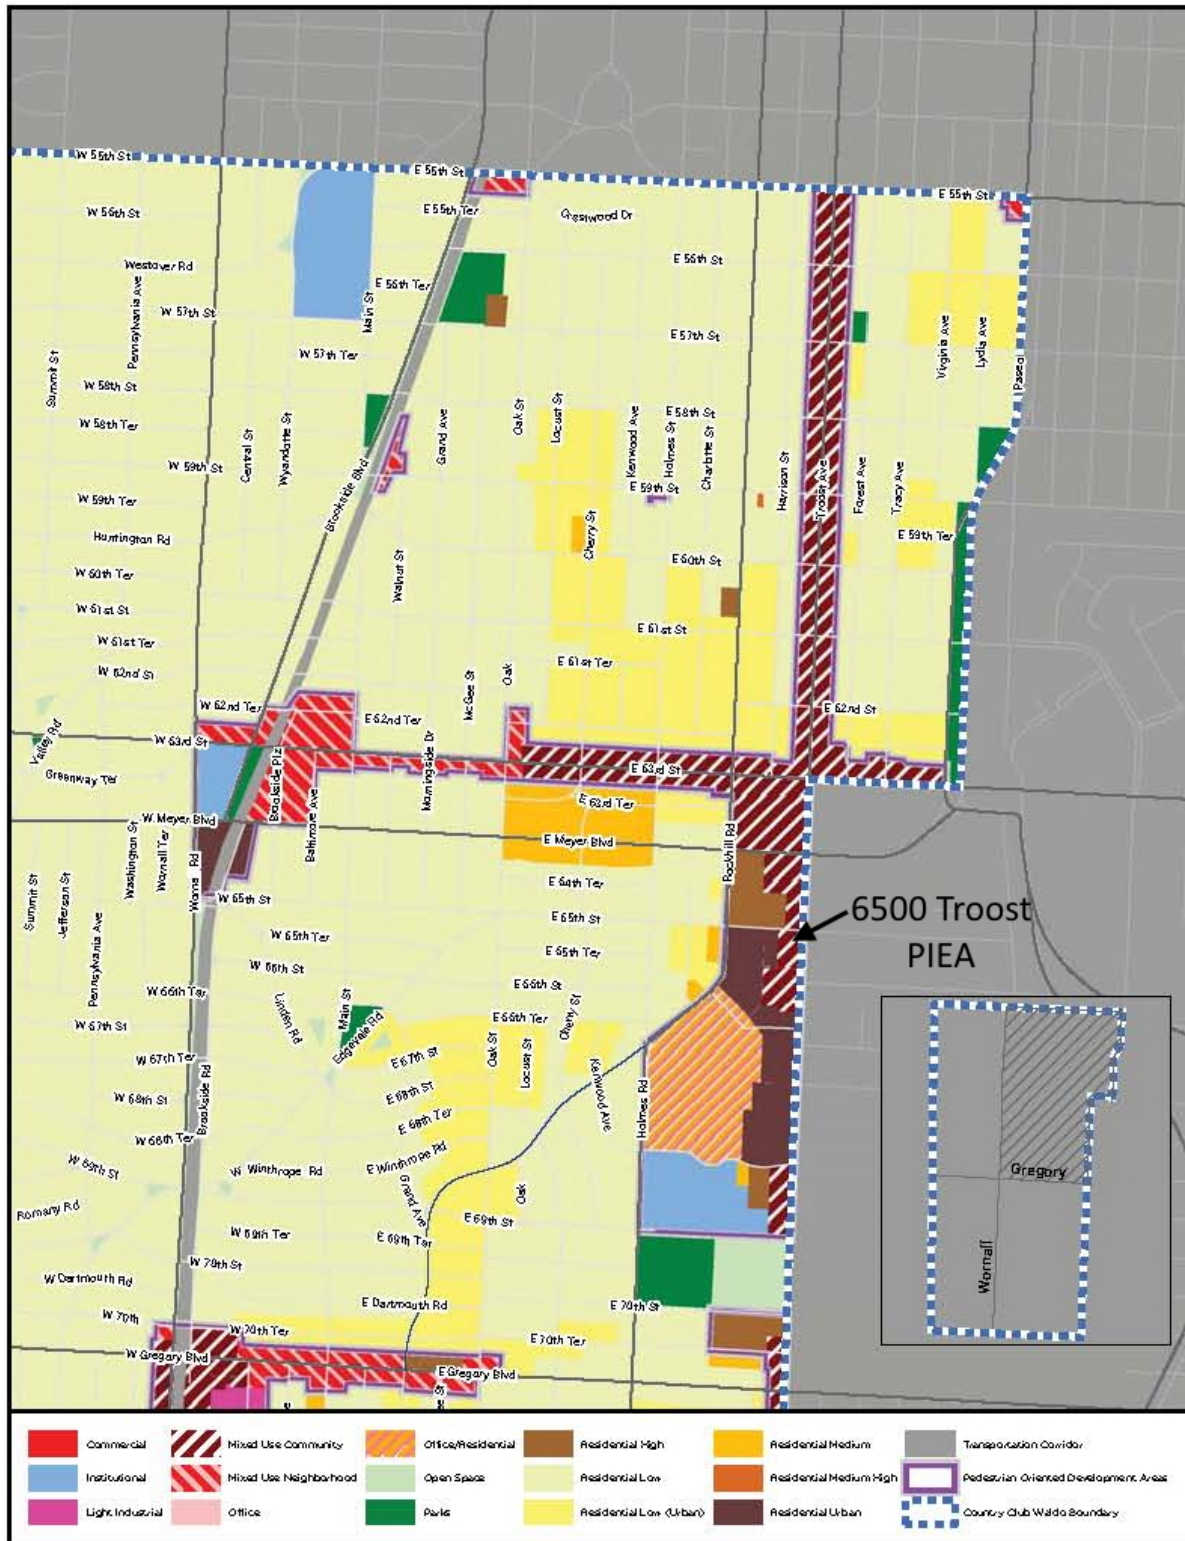 W 55th St
E 55th St
E 55th St
W 56th St
E 55th Ter
Crestwood Dr
Westover Rd
E 56th St
Pennsylvania Ave
E 56th Ter
W 57th St
Main St
E 57th St
W 57th Ter
Virginia Ave
Lydia Ave
Paseo
Summit St
W 58th St
Grand Ave
Oak St
Locust St
E 58th St
W 58th Ter
Central St
Wyandotte St
Kenwood Ave
Holmes St
Charlotte St
W 59th St
Harrison St
Troost Ave
Forest Ave
Tracy Ave
E 59th St
W 59th Ter
Brookside Blvd
Cherry St
E 59th Ter
Huntington Rd
E 60th St
W 60th Ter
Walnut St
W 61st St
E 61st St
W 61st Ter
E 61st Ter
W 62nd St
McGee St
Oak
W 62nd Ter
E 62nd Ter
E 62nd St
Valley Rd
W 63rd St
Morningside Dr
E 63rd St
Greenway Ter
Brookside Plz
Baltimore Ave
E 63rd Ter
W Meyer Blvd
E Meyer Blvd
Rockhill Rd
Washington St
Wornall Ter
Wornall Rd
E 64th Ter
Summit St
Jefferson St
W 65th St
6500 Troost
PIEA
Pennsylvania Ave
E 65th St
W 65th Ter
E 65th Ter
W 66th St
E 66th St
W 66th Ter
Linden Rd
Main St
Edgevale Rd
E 66th Ter
Cherry St
W 67th St
Oak St
Locust St
W 67th Ter
E 67th St
Kenwood Ave
Holmes Rd
W 68th St
Brookside Rd
E 68th St
E 68th Ter
W 68th Ter
W 69th St
W Winthrope Rd
E Winthrope Rd
Gregory
Grand Ave
Oak
Romany Rd
E 69th St
W 69th Ter
E 69th Ter
Wornall
W 70th St
W Dartmouth Rd
E Dartmouth Rd
E 70th St
W 70th
W 70th Ter
E 70th Ter
W Gregory Blvd
E Gregory Blvd
Commercial
Mixed Use Community
Office/Residential
Residential High
Residential Medium
Transportation Corridor
Institutional
Mixed Use Neighborhood
Open Space
Residential Low
Residential Medium High
Pedestrian Oriented Development Areas
Light Industrial
Office
Parks
Residential Low (Urban)
Residential Urban
Country Club Waldo Boundary